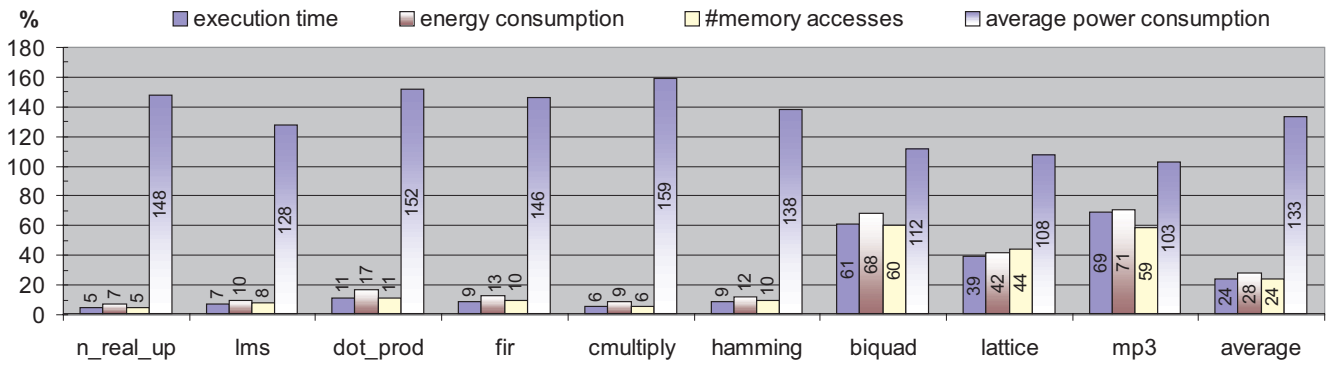 % execution time energy consumption #memory accesses average power consumption
180
160
140
120
100
80
60
40
20
0
5 7 5 148
7 10 8 128
11 17 11 152
9 13 10 146
6 9 6 159
9 12 10 138
61 68 60 112
39 42 44 108
69 71 59 103
24 28 24 133
n_real_up lms dot_prod fir cmultiply hamming biquad lattice mp3 average